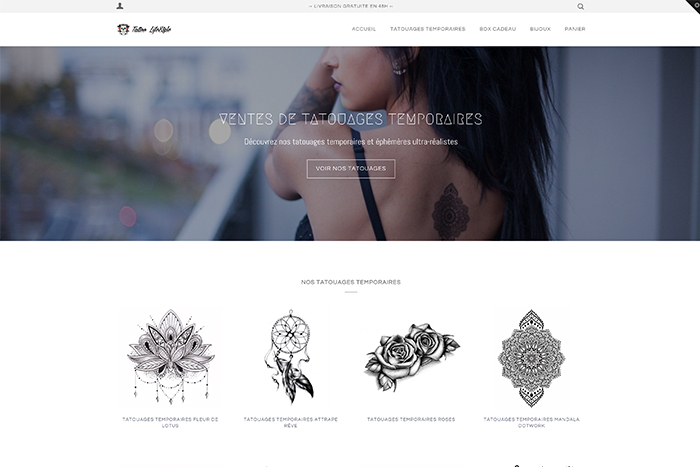 ~ LIVRAISON GRATUITE EN 48H ~
Tattoo LifeStyle
ACCUEIL TATOUAGES TEMPORAIRES BOX CADEAU BIJOUX PANIER
VENTES DE TATOUAGES TEMPORAIRES
Découvrez nos tatouages temporaires et éphémères ultra-réalistes
VOIR NOS TATOUAGES
NOS TATOUAGES TEMPORAIRES
TATOUAGES TEMPORAIRES FLEUR DE
LOTUS
TATOUAGES TEMPORAIRES ATTRAPE
RÊVE
TATOUAGES TEMPORAIRES ROSES
TATOUAGES TEMPORAIRES MANDALA
DOTWORK